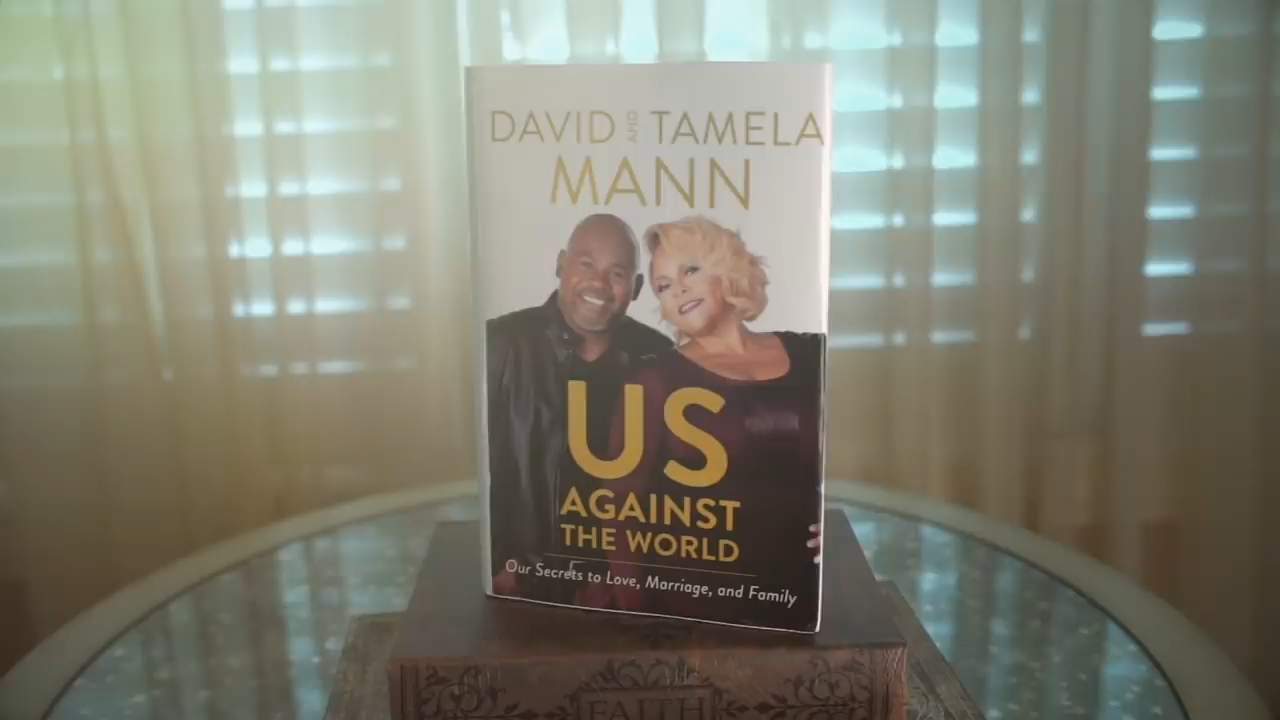 DAVID AND TAMELA
MANN
US
AGAINST
THE WORLD
Our Secrets to Love, Marriage, and Family
FAITH